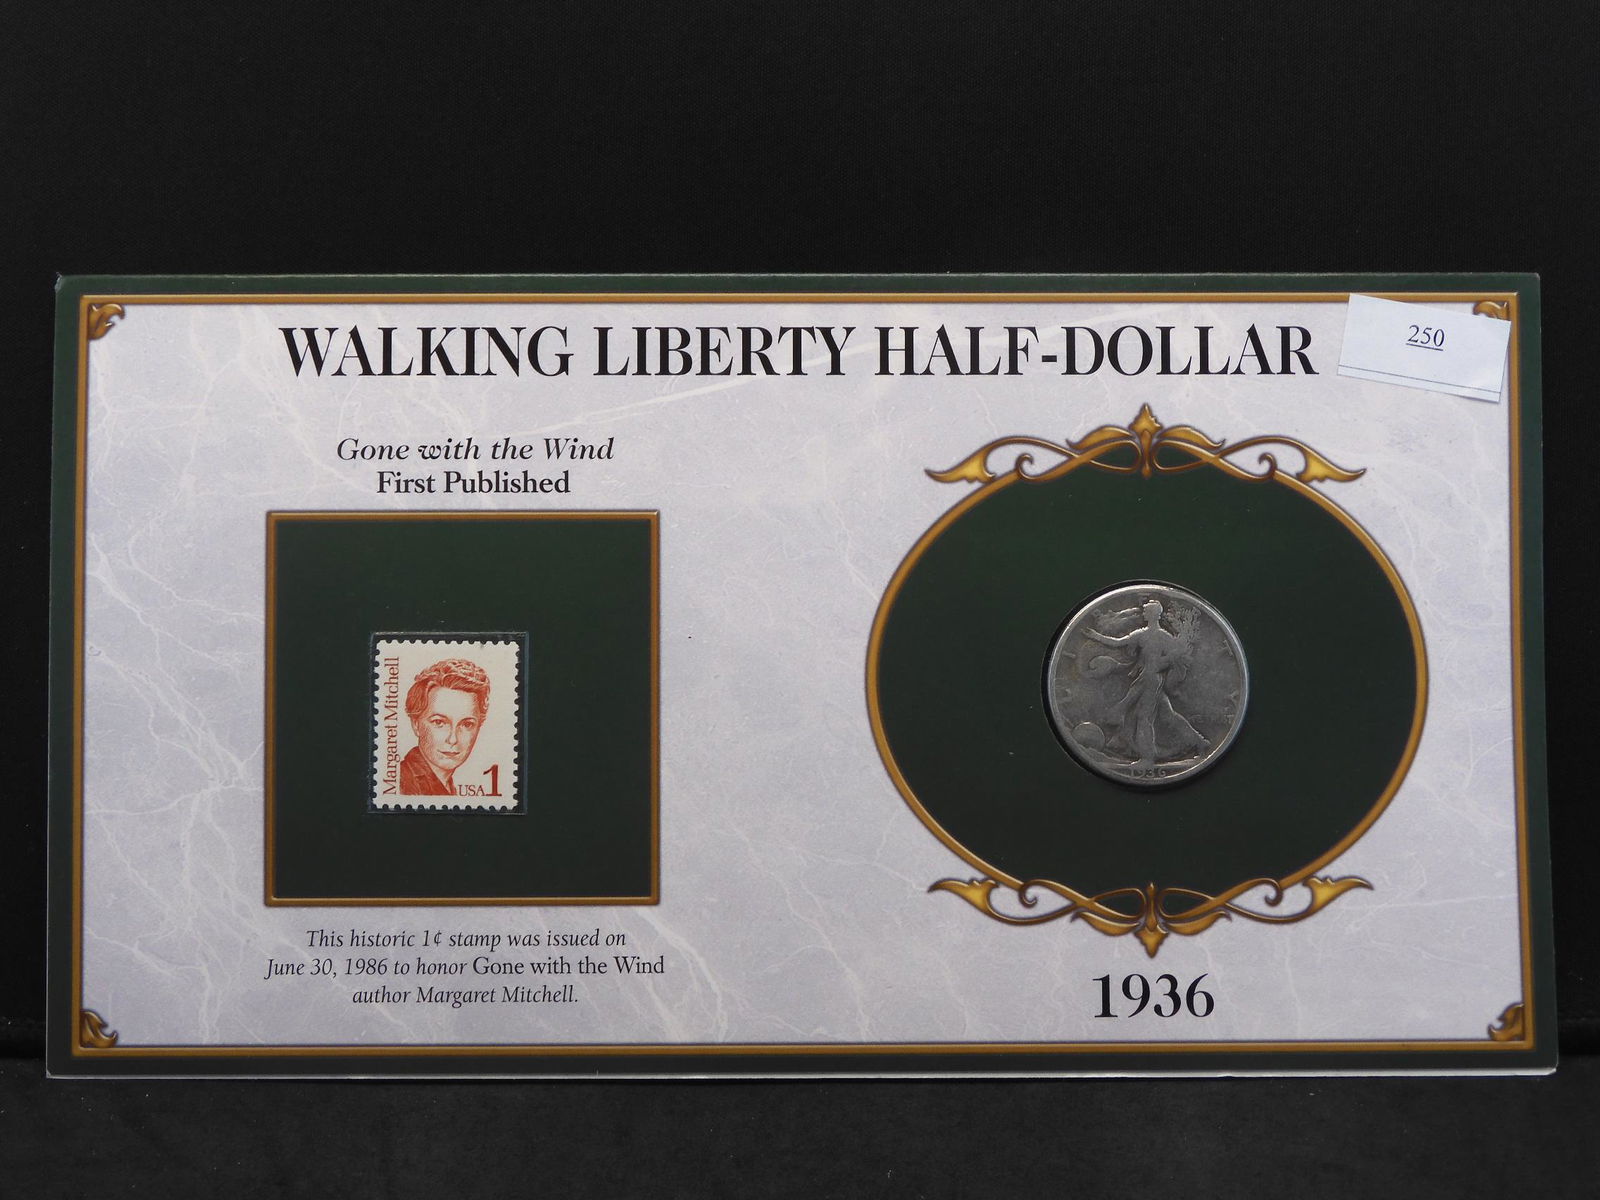 WALKING LIBERTY HALF-DOLLAR
250
Gone with the Wind
First Published
Margaret Mitchell
USA 1
This historic 1¢ stamp was issued on
June 30, 1986 to honor Gone with the Wind
author Margaret Mitchell.
1936
1936